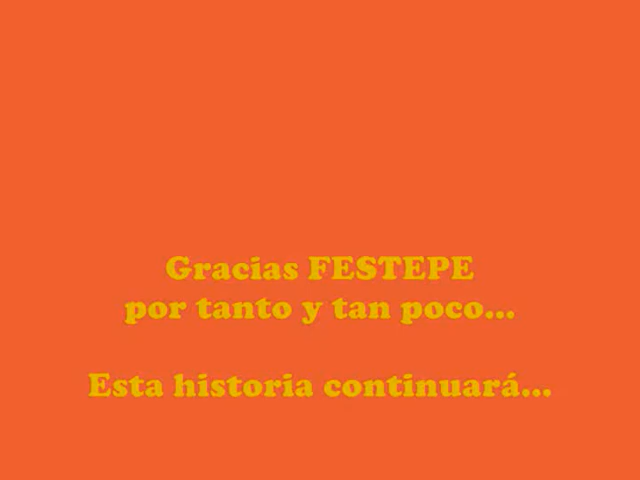 Gracias FESTEPE
por tanto y tan poco...
Esta historia continuará...